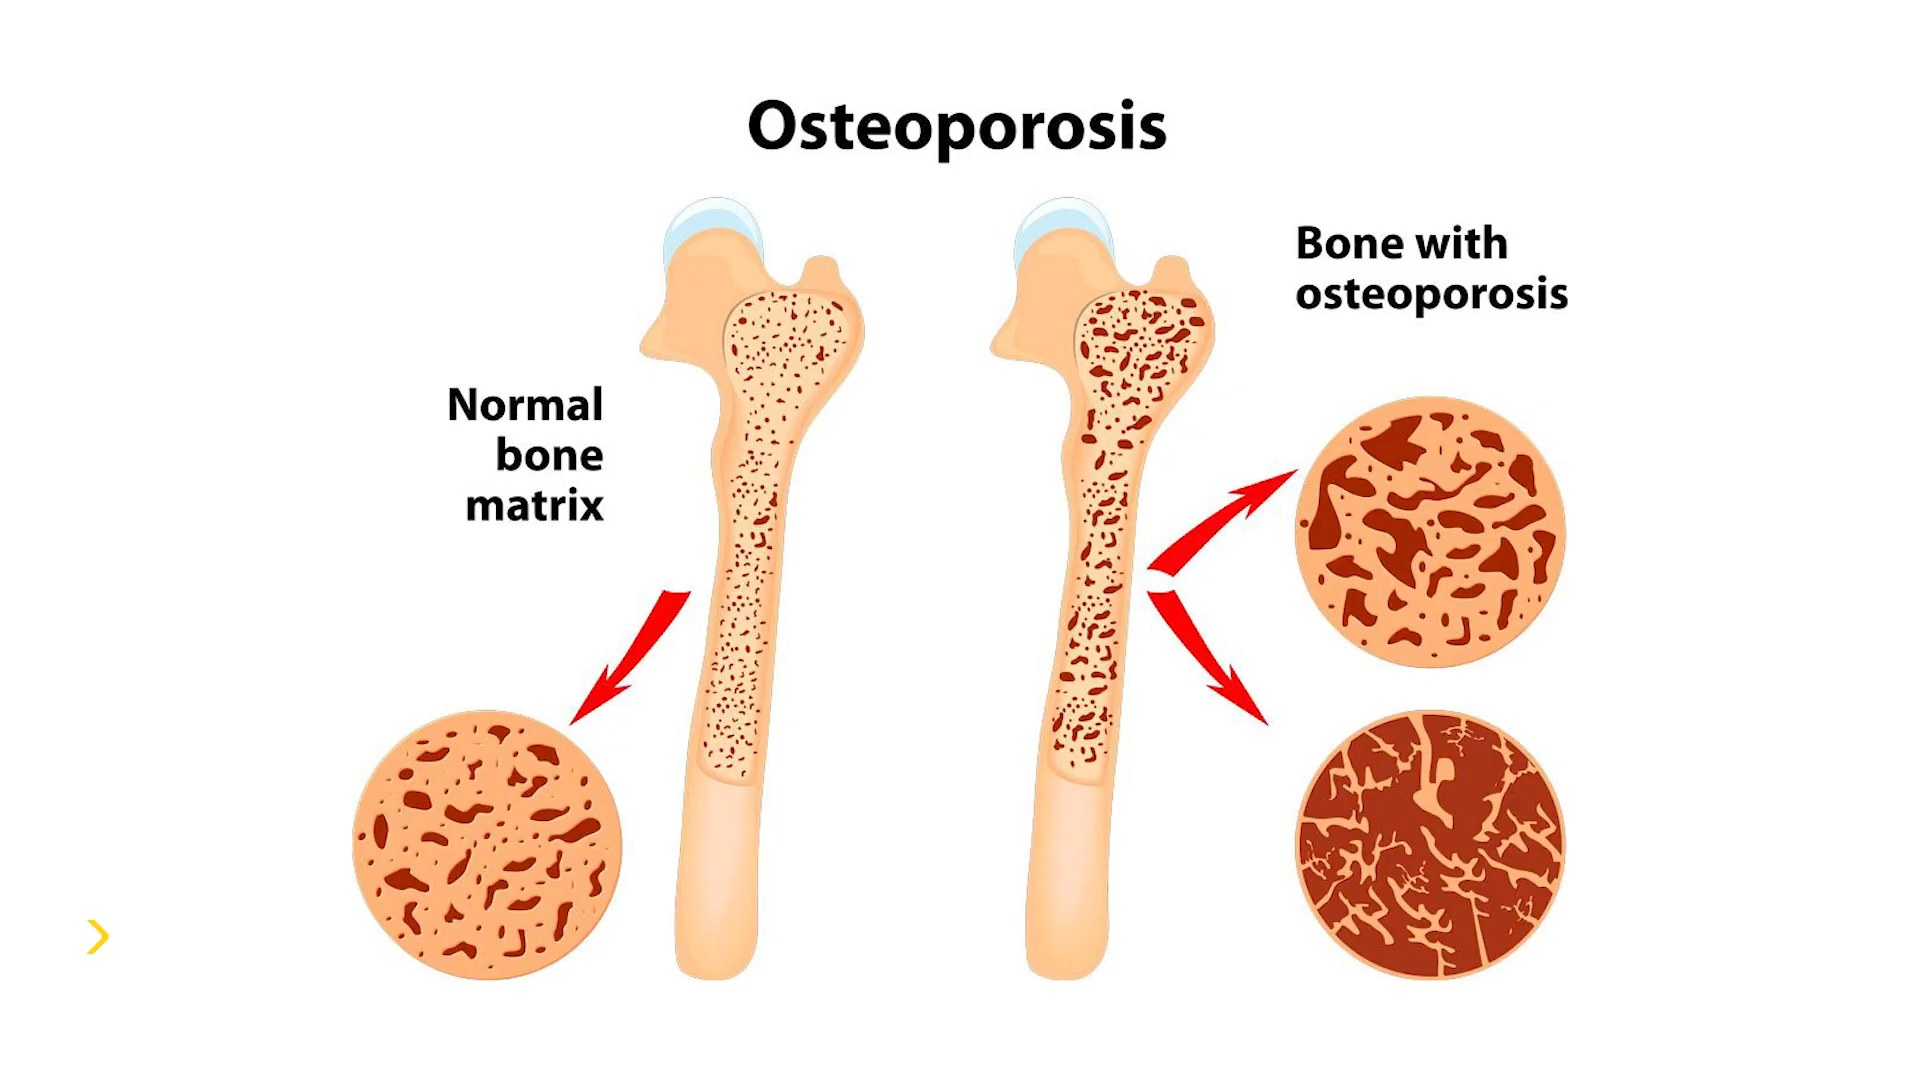 Osteoporosis
Normal
bone
matrix
Bone with
osteoporosis